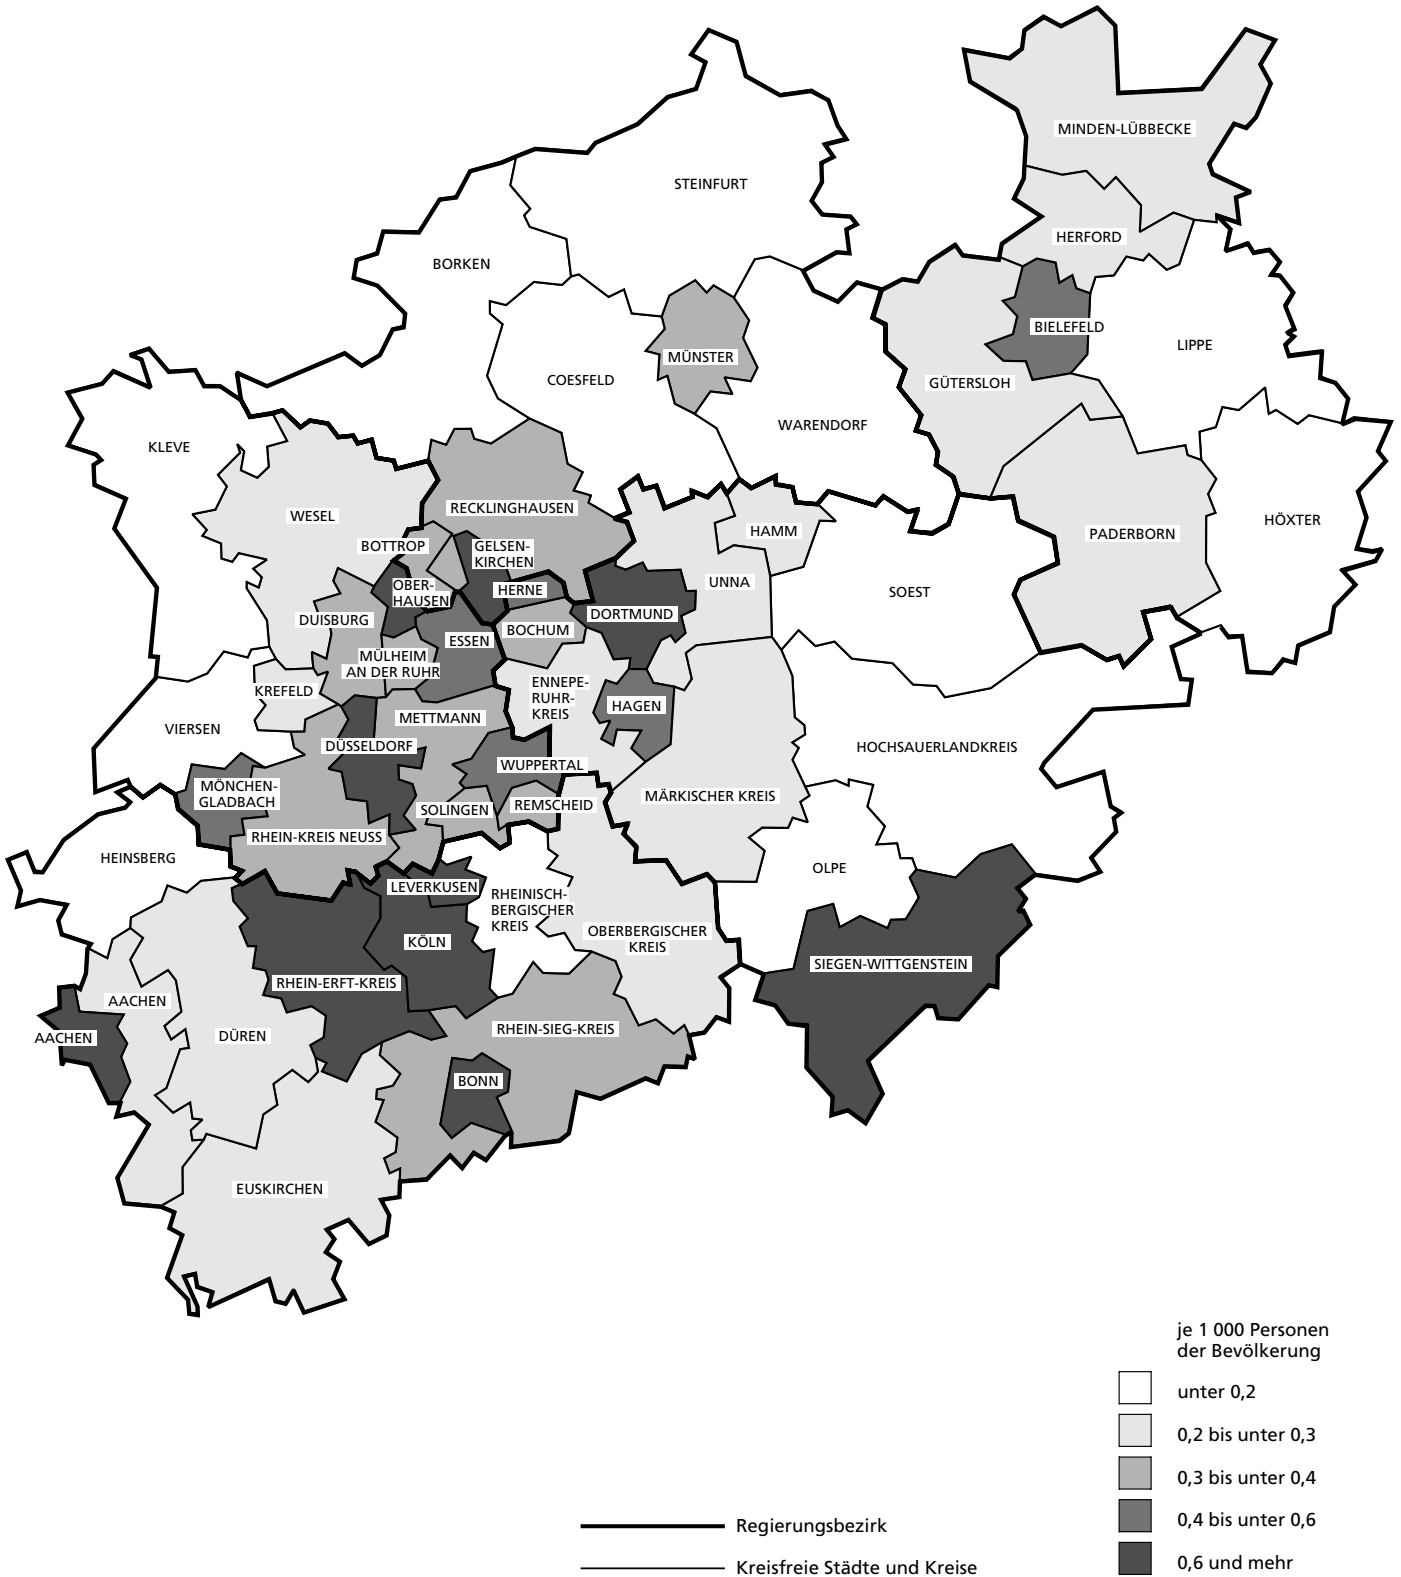 MINDEN-LÜBBECKE
STEINFURT
HERFORD
BORKEN
BIELEFELD
LIPPE
MÜNSTER
COESFELD
GÜTERSLOH
WARENDORF
KLEVE
RECKLINGHAUSEN
WESEL
HÖXTER
HAMM
PADERBORN
BOTTROP
GELSEN-
KIRCHEN
UNNA
OBER-
HAUSEN
HERNE
SOEST
DORTMUND
DUISBURG
BOCHUM
ESSEN
MÜLHEIM
AN DER RUHR
KREFELD
ENNEPE-
RUHR-
KREIS
HAGEN
METTMANN
VIERSEN
DÜSSELDORF
HOCHSAUERLANDKREIS
WUPPERTAL
MÖNCHEN-
GLADBACH
MÄRKISCHER KREIS
SOLINGEN
REMSCHEID
RHEIN-KREIS NEUSS
HEINSBERG
OLPE
LEVERKUSEN
RHEINISCH-
BERGISCHER
KREIS
OBERBERGISCHER
KREIS
KÖLN
SIEGEN-WITTGENSTEIN
RHEIN-ERFT-KREIS
AACHEN
RHEIN-SIEG-KREIS
AACHEN
DÜREN
BONN
EUSKIRCHEN
je 1 000 Personen
der Bevölkerung
unter 0,2
0,2 bis unter 0,3
0,3 bis unter 0,4
0,4 bis unter 0,6
0,6 und mehr
Regierungsbezirk
Kreisfreie Städte und Kreise